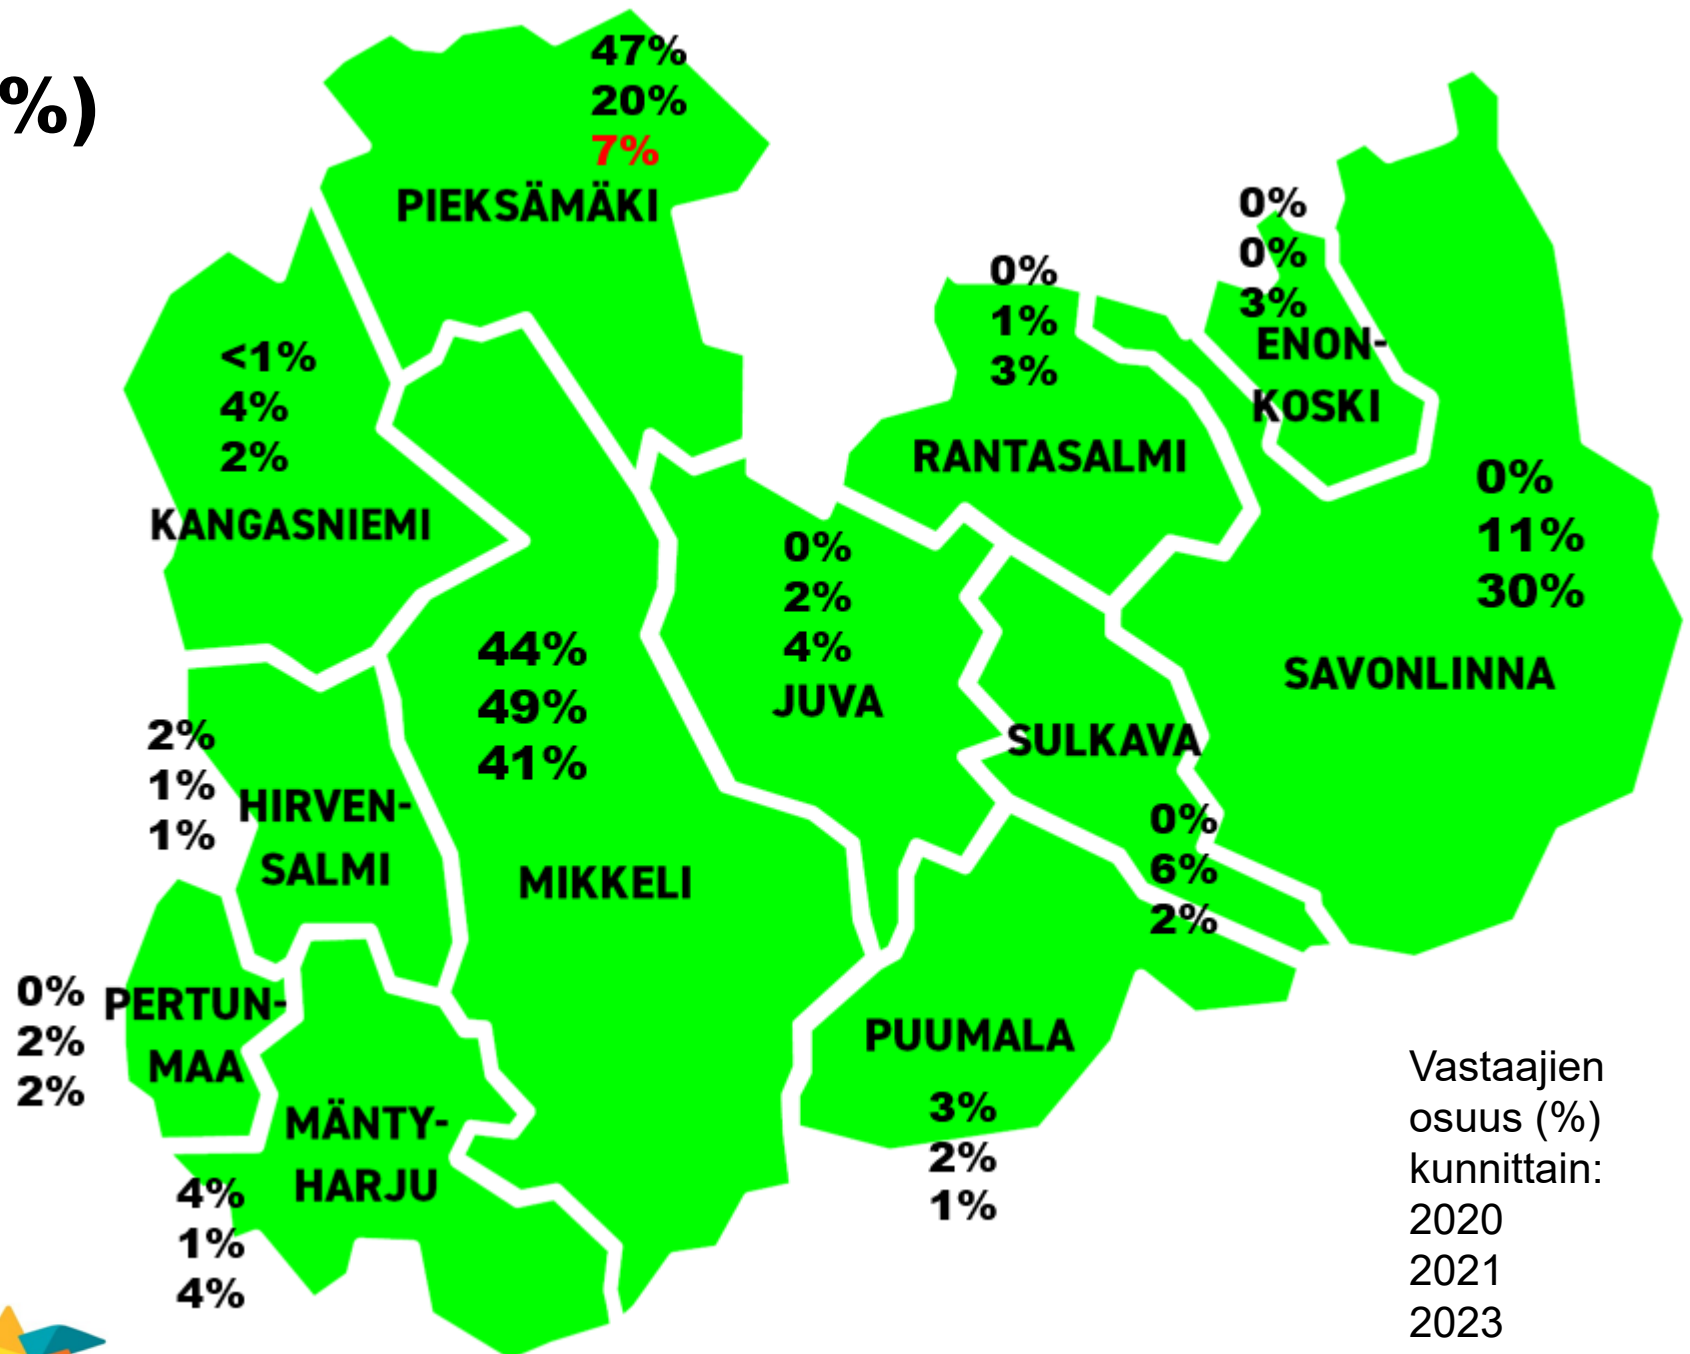 %)
47%
20%
7%
PIEKSÄMÄKI
0%
0%
3%
ENON-
KOSKI
0%
1%
3%
RANTASALMI
<1%
4%
2%
KANGASNIEMI
0%
11%
30%
SAVONLINNA
0%
2%
4%
JUVA
44%
49%
41%
MIKKELI
SULKAVA
0%
6%
2%
2%
1%
1%
HIRVEN-
SALMI
0%
2%
2%
PERTUN-
MAA
PUUMALA
3%
2%
1%
MÄNTY-
HARJU
4%
1%
4%
Vastaajien
osuus (%)
kunnittain:
2020
2021
2023